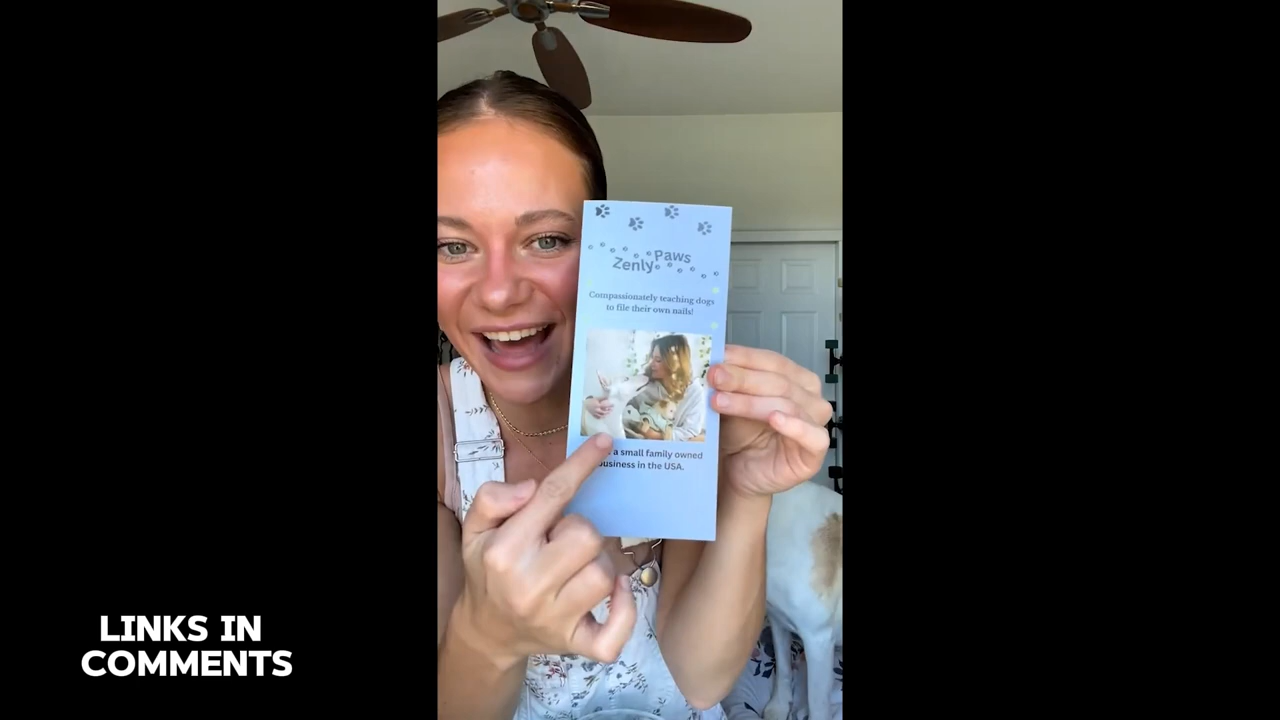 Zenly Paws
Compassionately teaching dogs
to file their own nails!
a small family owned
business in the USA.
LINKS IN
COMMENTS